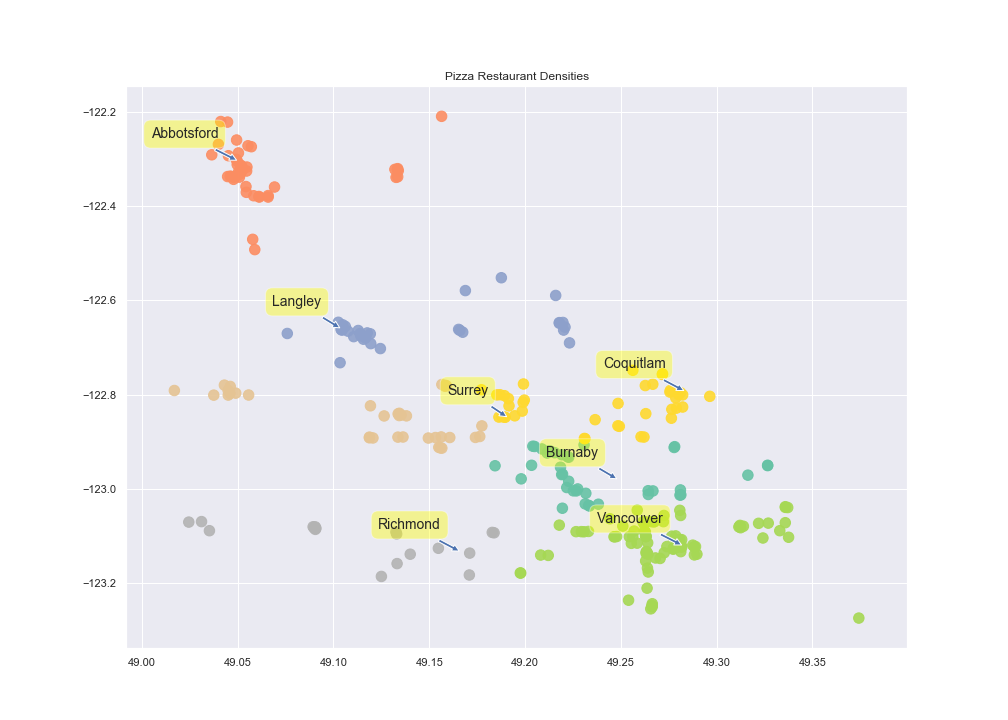 Pizza Restaurant Densities
−122.2
Abbotsford
−122.4
−122.6
Langley
Coquitlam
−122.8
Surrey
Burnaby
−123.0
Richmond
Vancouver
−123.2
49.00 49.05 49.10 49.15 49.20 49.25 49.30 49.35